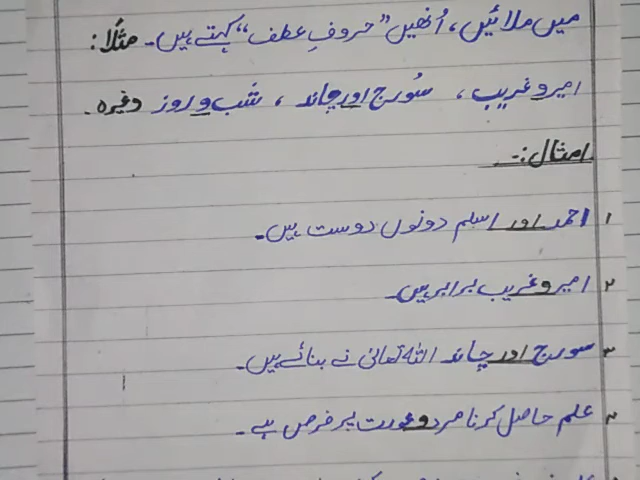 میں ملائیں، اُنھیں ”حروفِ عطف“ کہتے ہیں۔ مثلاً:
امیر و غریب، سُورج اور چاند، شب و روز وغیرہ۔
امثال:۔
۱ احمد اور اسلم دونوں دوست ہیں۔
۲ امیر و غریب برابر ہیں۔
۳ سورج اور چاند اللہ تعالیٰ نے بنائے ہیں۔
۴ علم حاصل کرنا مرد و عورت پر فرض ہے۔